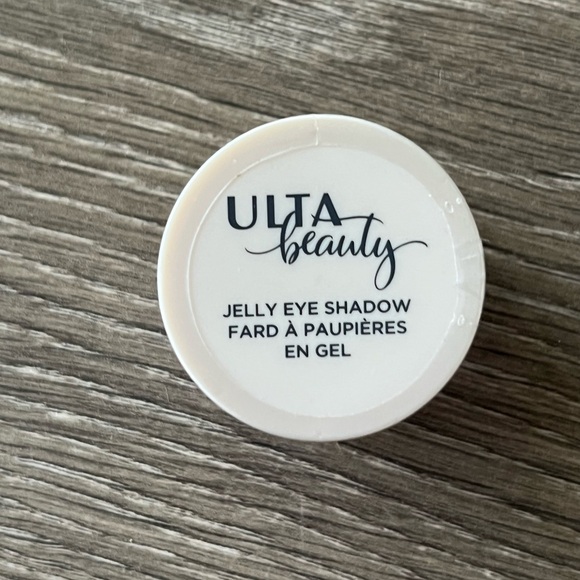 ULTA
beauty
JELLY EYE SHADOW
FARD À PAUPIÈRES
EN GEL